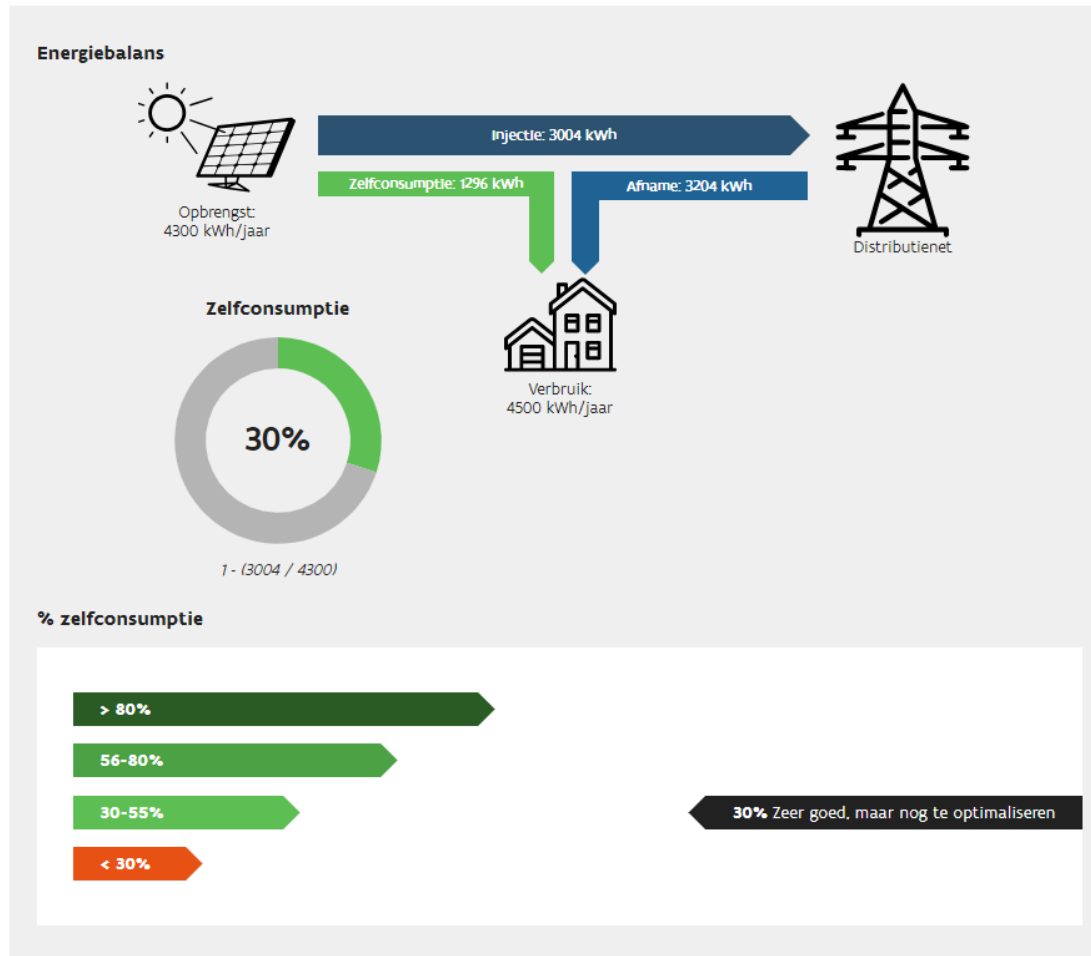 Energiebalans
Injectie: 3004 kWh
Zelfconsumptie: 1296 kWh
Afname: 3204 kWh
Opbrengst:
4300 kWh/jaar
Distributienet
Zelfconsumptie
30%
1 - (3004 / 4300)
Verbruik:
4500 kWh/jaar
% zelfconsumptie
> 80%
56-80%
30-55%
30% Zeer goed, maar nog te optimaliseren
< 30%